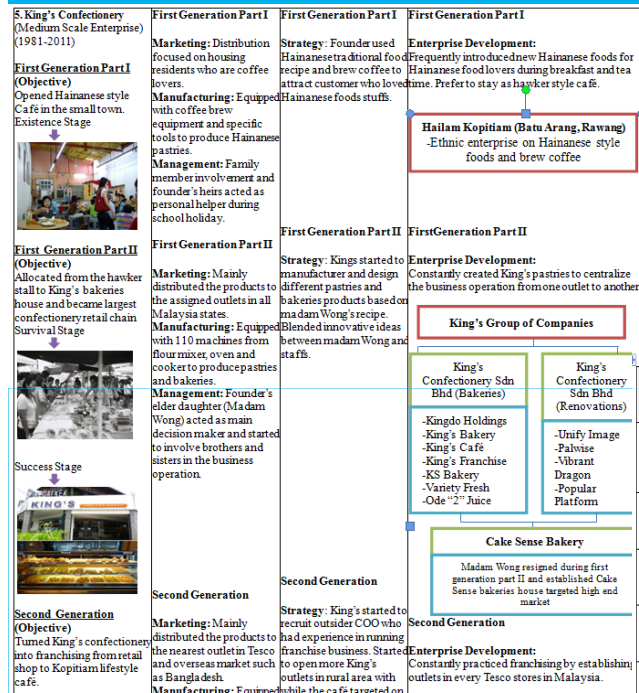 5. King's Confectionery
(Medium Scale Enterprise)
(1981-2011)
First Generation Part I
(Objective)
Opened Hainanese style
Café in the small town.
Existence Stage
First Generation Part II
(Objective)
Allocated from the hawker
stall to King's bakeries
house and became largest
confectionery retail chain
Survival Stage
Success Stage
KING'S
Second Generation
(Objective)
Turned King's confectionery
into franchising from retail
shop to Kopitiam lifestyle
café.
First Generation Part I
Marketing: Distribution
focused on housing
residents who are coffee
lovers.
Manufacturing: Equipped
with coffee brew
equipment and specific
tools to produce Hainanese
pastries.
Management: Family
member involvement and
founder's heirs acted as
personal helper during
school holiday.
First Generation Part II
Marketing: Mainly
distributed the products to
the assigned outlets in all
Malaysia states.
Manufacturing: Equipped
with 110 machines from
flour mixer, oven and
cooker to produce pastries
and bakeries.
Management: Founder's
elder daughter (Madam
Wong) acted as main
decision maker and started
to involve brothers and
sisters in the business
operation.
Second Generation
Marketing: Mainly
distributed the products to
the nearest outlet in Tesco
and overseas market such
as Bangladesh.
Manufacturing: Equipped
First Generation Part I
Strategy: Founder used
Hainanese traditional food
recipe and brew coffee to
attract customer who loved
Hainanese foods stuffs.
First Generation Part II
Strategy: Kings started to
manufacturer and design
different pastries and
bakeries products based on
madam Wong's recipe.
Blended innovative ideas
between madam Wong and
staffs.
Second Generation
Strategy: King's started to
recruit outsider COO who
had experience in running
franchise business. Started
to open more King's
outlets in rural area with
while the café targeted on
First Generation Part I
Enterprise Development:
Frequently introduced new Hainanese foods for
Hainanese food lovers during breakfast and tea
time. Prefer to stay as hawker style café.
Hailam Kopitiam (Batu Arang, Rawang)
-Ethnic enterprise on Hainanese style
foods and brew coffee
First Generation Part II
Enterprise Development:
Constantly created King's pastries to centralize
the business operation from one outlet to another
King's Group of Companies
King's
Confectionery Sdn
Bhd (Bakeries)
-Kingdo Holdings
-King's Bakery
-King's Café
-King's Franchise
-KS Bakery
-Variety Fresh
-Ode "2" Juice
King's
Confectionery
Sdn Bhd
(Renovations)
-Unify Image
-Palwise
-Vibrant
Dragon
-Popular
Platform
Cake Sense Bakery
Madam Wong resigned during first
generation part II and established Cake
Sense bakeries house targeted high end
market
Second Generation
Enterprise Development:
Constantly practiced franchising by establishing
outlets in every Tesco stores in Malaysia.